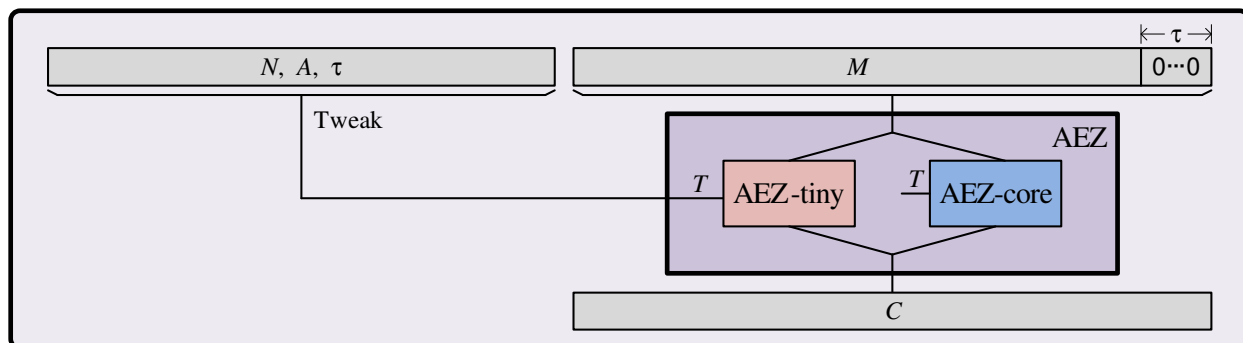 τ
N, A, τ
M
0···0
Tweak
AEZ
T
AEZ-tiny
T
AEZ-core
C